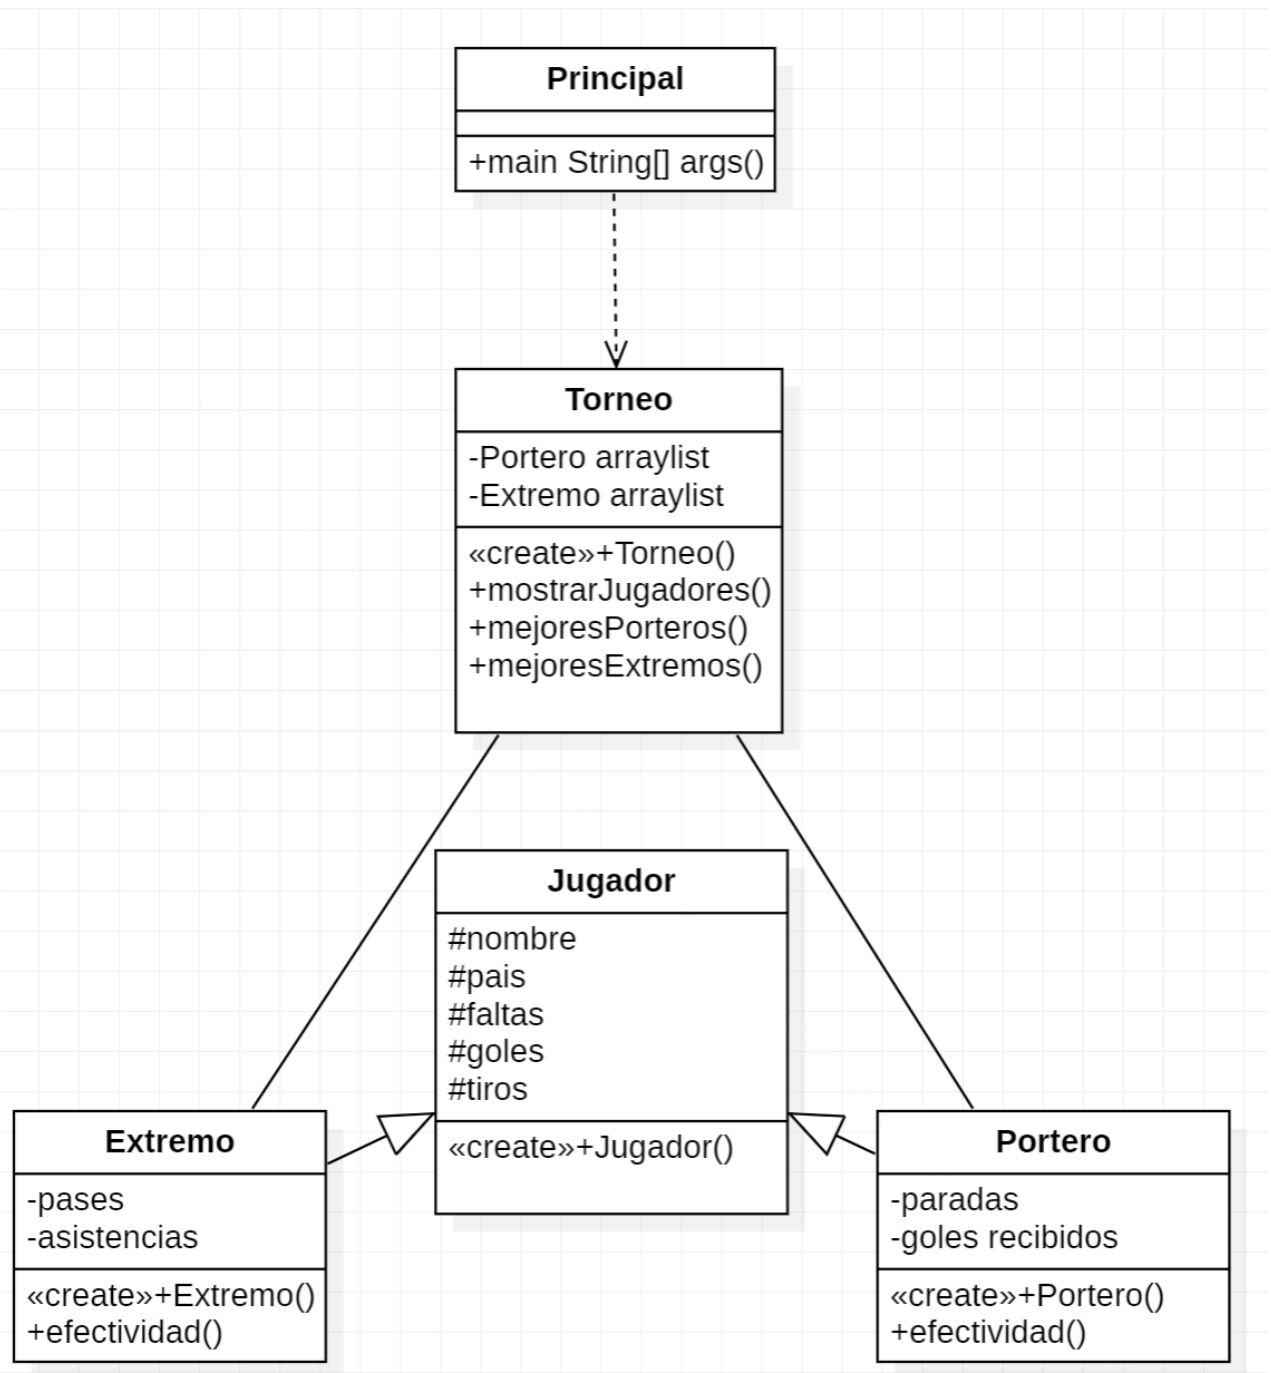 Principal
+main String[] args()
Torneo
-Portero arraylist
-Extremo arraylist
«create»+Torneo()
+mostrarJugadores()
+mejoresPorteros()
+mejoresExtremos()
Jugador
#nombre
#pais
#faltas
#goles
#tiros
«create»+Jugador()
Extremo
-pases
-asistencias
«create»+Extremo()
+efectividad()
Portero
-paradas
-goles recibidos
«create»+Portero()
+efectividad()